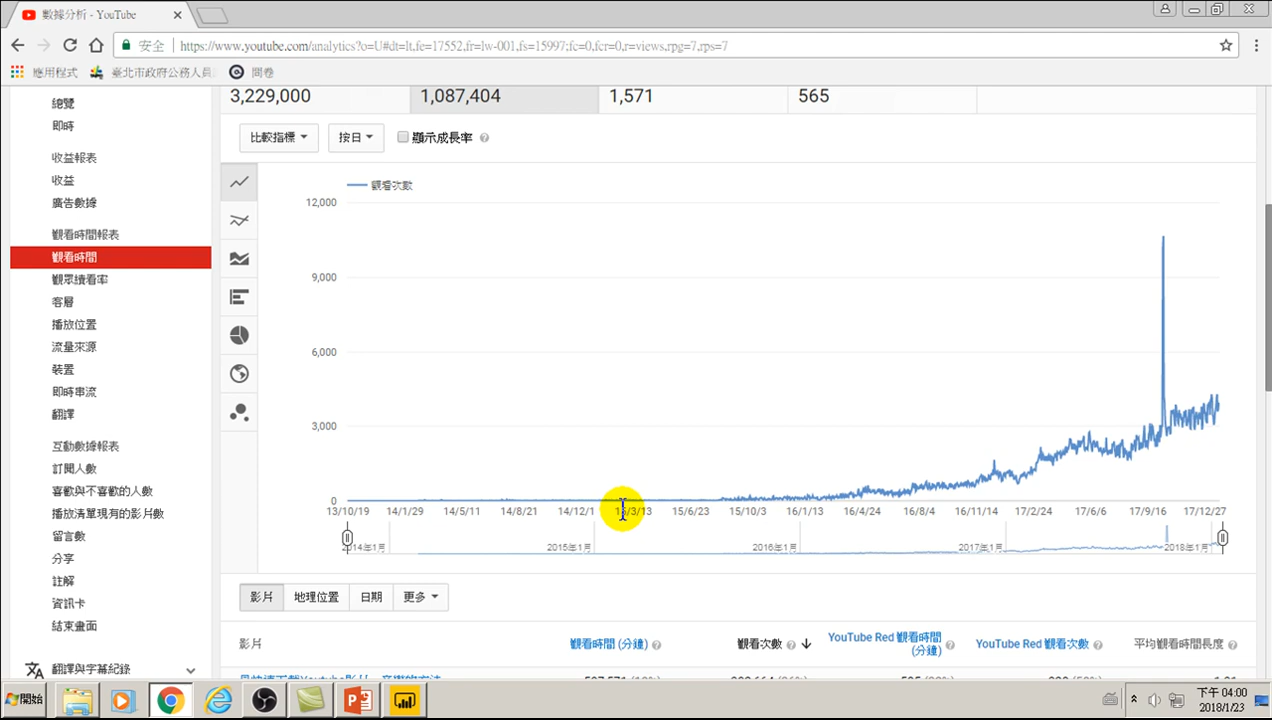 數據分析 - YouTube
安全 https://www.youtube.com/analytics?o=U#dt=lt,fe=17552,fr=lw-001,fs=15997;fc=0,fcr=0,r=views,rpg=7,rps=7
應用程式 臺北市政府公務人員 問卷
3,229,000 1,087,404 1,571 565
總覽
即時
收益報表
收益
廣告數據
觀看時間報表
觀看時間
觀眾續看率
客層
播放位置
流量來源
裝置
即時串流
翻譯
互動數據報表
訂閱人數
喜歡與不喜歡的人數
播放清單現有的影片數
留言數
分享
註解
資訊卡
結束畫面
翻譯與字幕紀錄
比較指標 按日 顯示成長率
觀看次數
12,000
9,000
6,000
3,000
0
13/10/19 14/1/29 14/5/11 14/8/21 14/12/1 15/3/13 15/6/23 15/10/3 16/1/13 16/4/24 16/8/4 16/11/14 17/2/24 17/6/6 17/9/16 17/12/27
2014年1月 2015年1月 2016年1月 2017年1月 2018年1月
影片 地理位置 日期 更多
影片 觀看時間 (分鐘) 觀看次數 YouTube Red 觀看時間 (分鐘) YouTube Red 觀看次數 平均觀看時間長度
開始
下午 04:00
2018/1/23